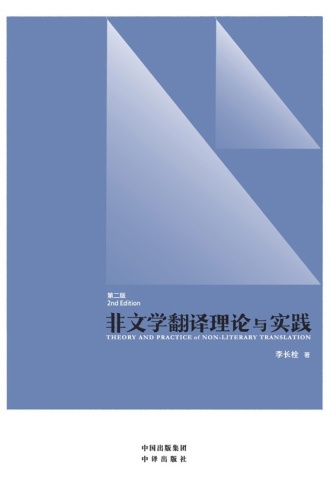 第二版
2nd Edition
非文学翻译理论与实践
THEORY AND PRACTICE of NON-LITERARY TRANSLATION
李长栓 著
中国出版集团
中译出版社